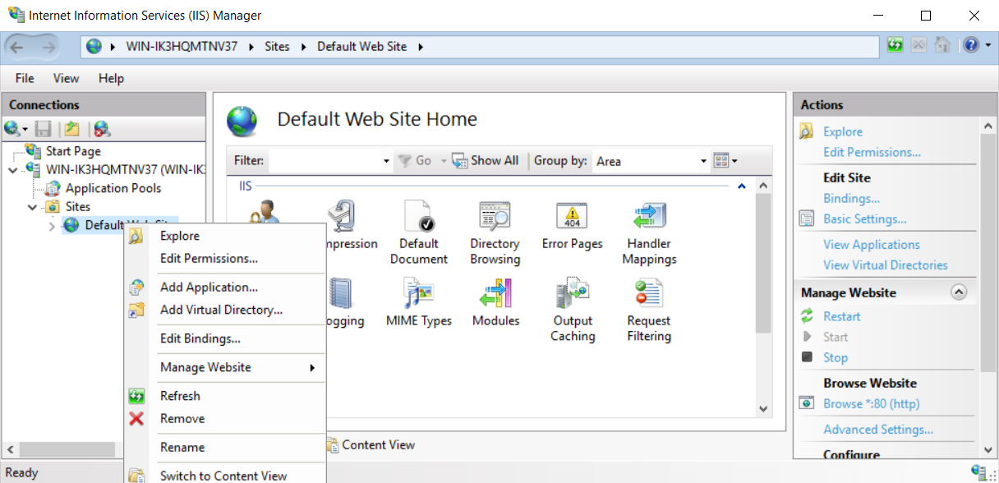 Internet Information Services (IIS) Manager
WIN-IK3HQMTNV37 Sites Default Web Site
File View Help
Connections
Start Page
WIN-IK3HQMTNV37 (WIN-IK3
Application Pools
Sites
Default Web Site
Explore
Edit Permissions...
Add Application...
Add Virtual Directory...
Edit Bindings...
Manage Website
Refresh
Remove
Rename
Switch to Content View
Default Web Site Home
Filter: Go Show All Group by: Area
IIS
mpression
Default
Document
Directory
Browsing
Error Pages
404
Handler
Mappings
ogging
MIME Types
Modules
Output
Caching
Request
Filtering
Content View
Actions
Explore
Edit Permissions...
Edit Site
Bindings...
Basic Settings...
View Applications
View Virtual Directories
Manage Website
Restart
Start
Stop
Browse Website
Browse *:80 (http)
Advanced Settings...
Configure
Ready